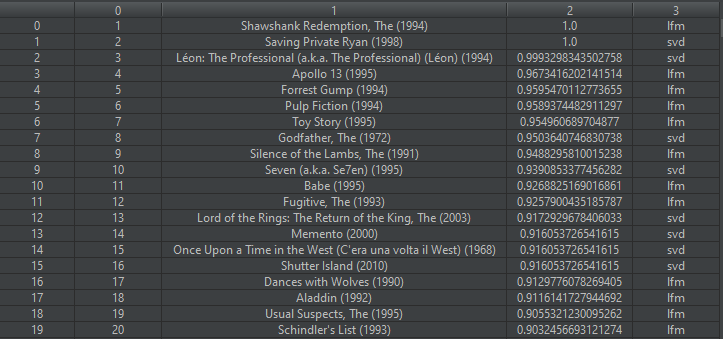 0 1 2 3
0 1 Shawshank Redemption, The (1994) 1.0 lfm
1 2 Saving Private Ryan (1998) 1.0 svd
2 3 Léon: The Professional (a.k.a. The Professional) (Léon) (1994) 0.9993298343502758 svd
3 4 Apollo 13 (1995) 0.9673416202141514 lfm
4 5 Forrest Gump (1994) 0.9595470112773655 lfm
5 6 Pulp Fiction (1994) 0.9589374482911297 lfm
6 7 Toy Story (1995) 0.954960689704877 lfm
7 8 Godfather, The (1972) 0.9503640746830738 svd
8 9 Silence of the Lambs, The (1991) 0.9488295810015238 lfm
9 10 Seven (a.k.a. Se7en) (1995) 0.9390853377456282 svd
10 11 Babe (1995) 0.9268825169016861 lfm
11 12 Fugitive, The (1993) 0.9257900435185787 lfm
12 13 Lord of the Rings: The Return of the King, The (2003) 0.9172929678406033 svd
13 14 Memento (2000) 0.916053726541615 svd
14 15 Once Upon a Time in the West (C'era una volta il West) (1968) 0.916053726541615 svd
15 16 Shutter Island (2010) 0.916053726541615 svd
16 17 Dances with Wolves (1990) 0.9129776078269405 lfm
17 18 Aladdin (1992) 0.9116141727944692 lfm
18 19 Usual Suspects, The (1995) 0.9055321230095262 lfm
19 20 Schindler's List (1993) 0.9032456693121274 lfm